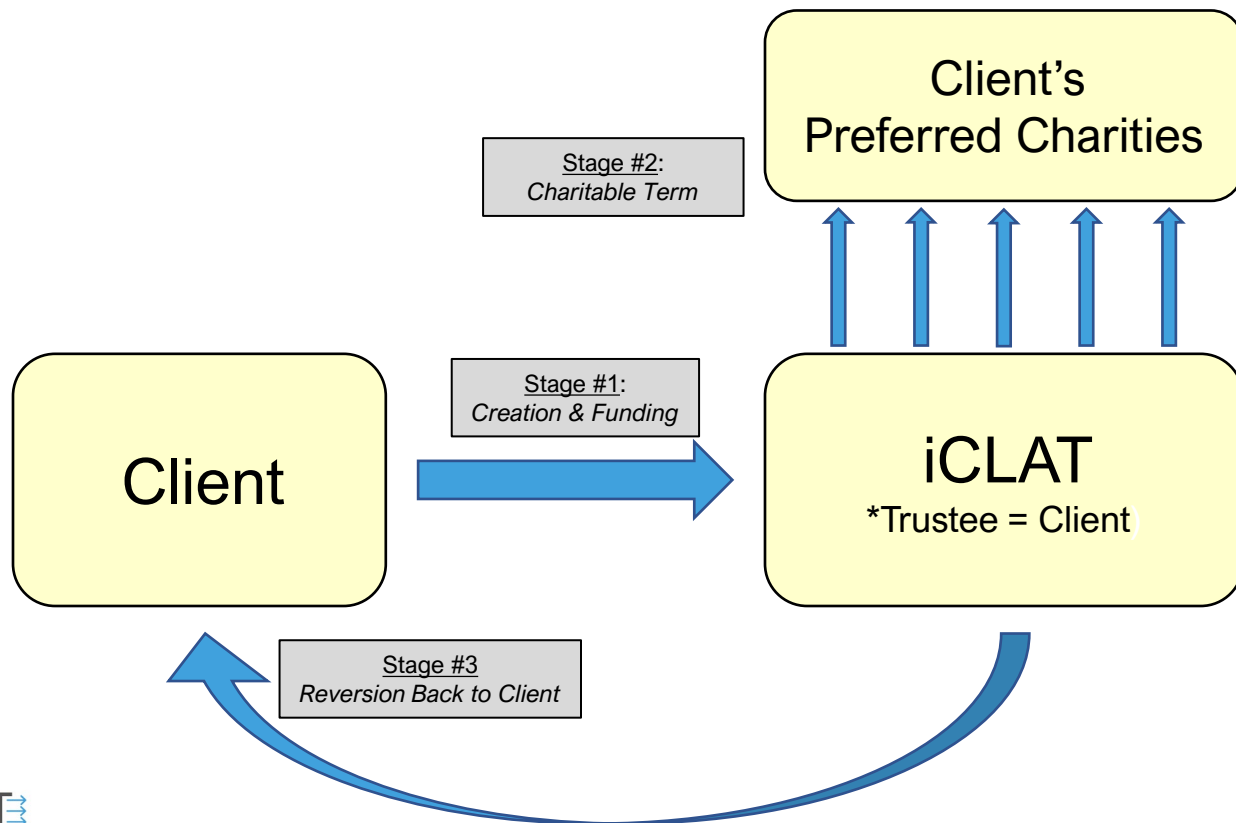 Client's
Preferred Charities
Stage #2:
Charitable Term
Stage #1:
Creation & Funding
Client
iCLAT
*Trustee = Client)
Stage #3
Reversion Back to Client